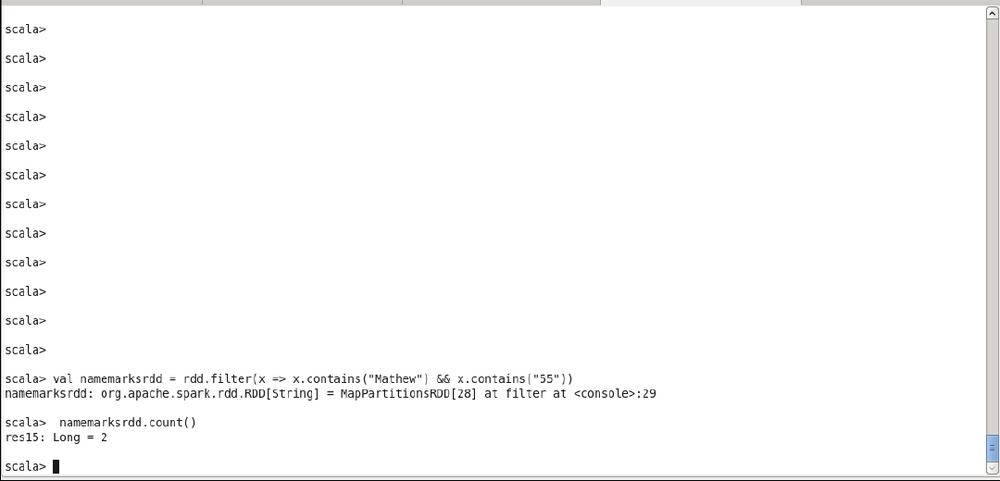 scala>
scala>
scala>
scala>
scala>
scala>
scala>
scala>
scala>
scala>
scala>
scala>
scala> val namemarksrdd = rdd.filter(x => x.contains("Mathew") && x.contains("55"))
namemarksrdd: org.apache.spark.rdd.RDD[String] = MapPartitionsRDD[28] at filter at <console>:29
scala>  namemarksrdd.count()
res15: Long = 2
scala>